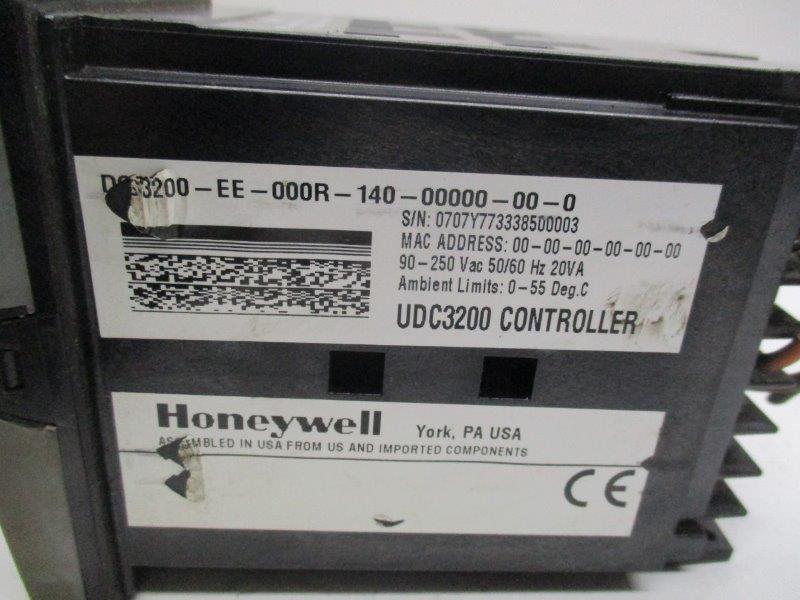 DC3200-EE-000R-140-00000-00-0
S/N: 0707Y773338500003
MAC ADDRESS: 00-00-00-00-00-00
90-250 Vac 50/60 Hz 20VA
Ambient Limits: 0-55 Deg.C
UDC3200 CONTROLLER
Honeywell York, PA USA
ASSEMBLED IN USA FROM US AND IMPORTED COMPONENTS
CE